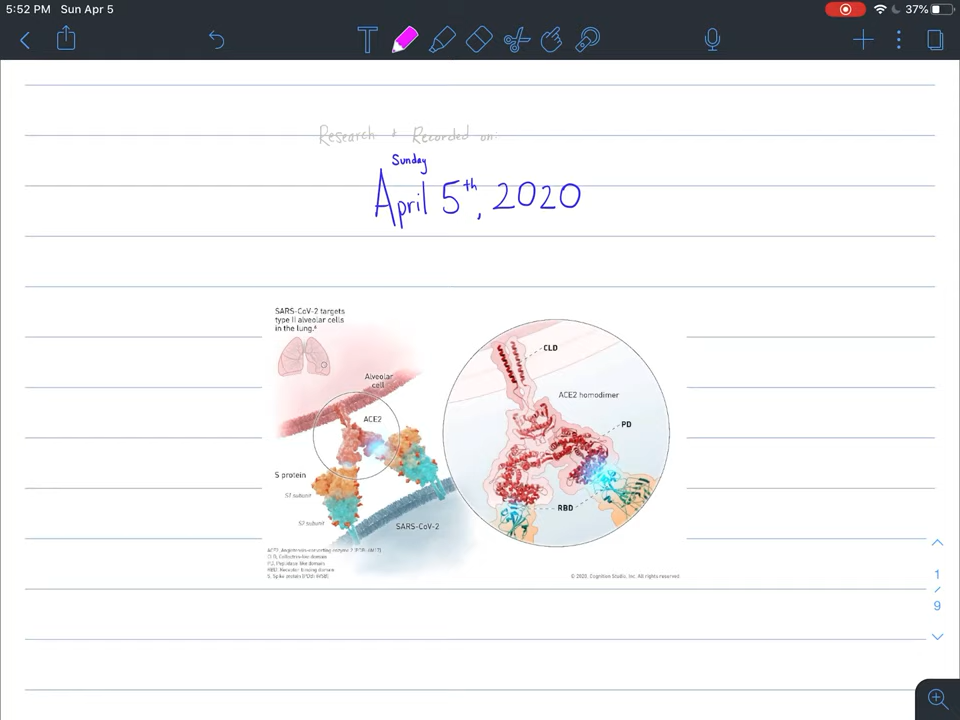 5:52 PM Sun Apr 5
37%
Research + Recorded on:
Sunday
April 5th, 2020
SARS-CoV-2 targets
type II alveolar cells
in the lung.
Alveolar
cell
ACE2
S protein
S1 subunit
S2 subunit
SARS-CoV-2
CLD
ACE2 homodimer
PD
RBD
© 2020, Cognition Studio, Inc. All rights reserved
1
/
9